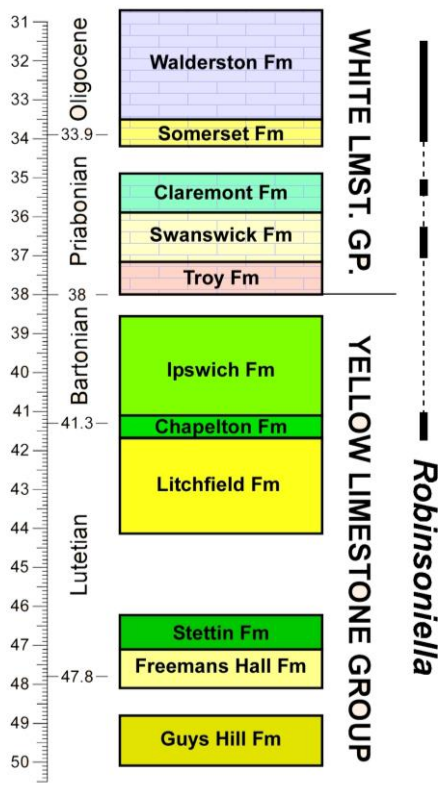 31
32
33
34
35
36
37
38
39
40
41
42
43
44
45
46
47
48
49
50
Oligocene
33.9
Priabonian
38
Bartonian
41.3
Lutetian
47.8
Walderston Fm
Somerset Fm
Claremont Fm
Swanswick Fm
Troy Fm
Ipswich Fm
Chapelton Fm
Litchfield Fm
Stettin Fm
Freemans Hall Fm
Guys Hill Fm
WHITE LMST. GP.
YELLOW LIMESTONE GROUP
Robinsoniella